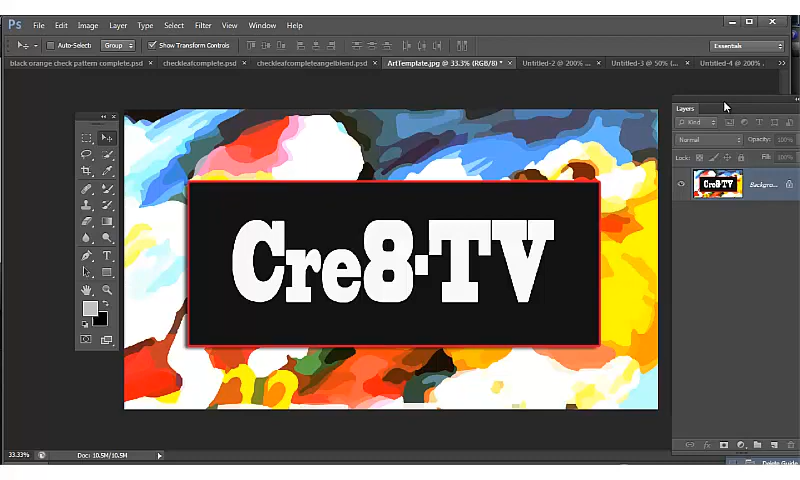 Ps File Edit Image Layer Type Select Filter View Window Help
Auto-Select: Group Show Transform Controls Essentials
black orange check pattern complete.psd × checkleafcomplete.psd × checkleafcompleteangelblend.psd × ArtTemplate.jpg @ 33.3% (RGB/8) * × Untitled-2 @ 200% ... × Untitled-3 @ 50% (... × Untitled-4 @ 200% . >>
Layers
Kind
Normal Opacity: 100%
Lock: Fill: 100%
Cre8-TV Backgro...
Cre8·TV
33.33% Doc: 10.5M/10.5M
Delete Guide